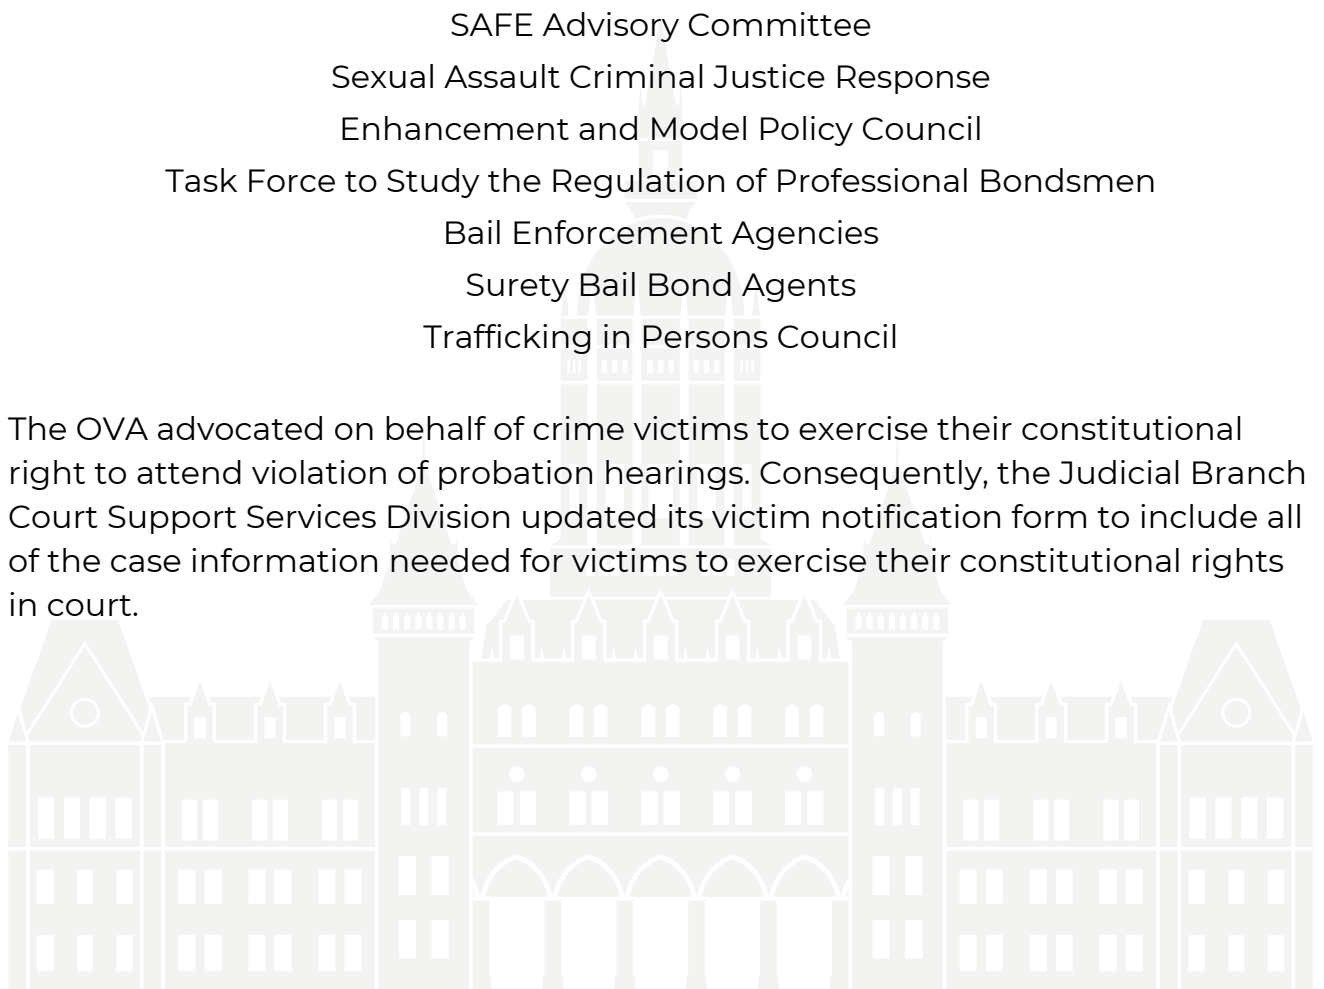 SAFE Advisory Committee
Sexual Assault Criminal Justice Response
Enhancement and Model Policy Council
Task Force to Study the Regulation of Professional Bondsmen
Bail Enforcement Agencies
Surety Bail Bond Agents
Trafficking in Persons Council
The OVA advocated on behalf of crime victims to exercise their constitutional
right to attend violation of probation hearings. Consequently, the Judicial Branch
Court Support Services Division updated its victim notification form to include all
of the case information needed for victims to exercise their constitutional rights
in court.